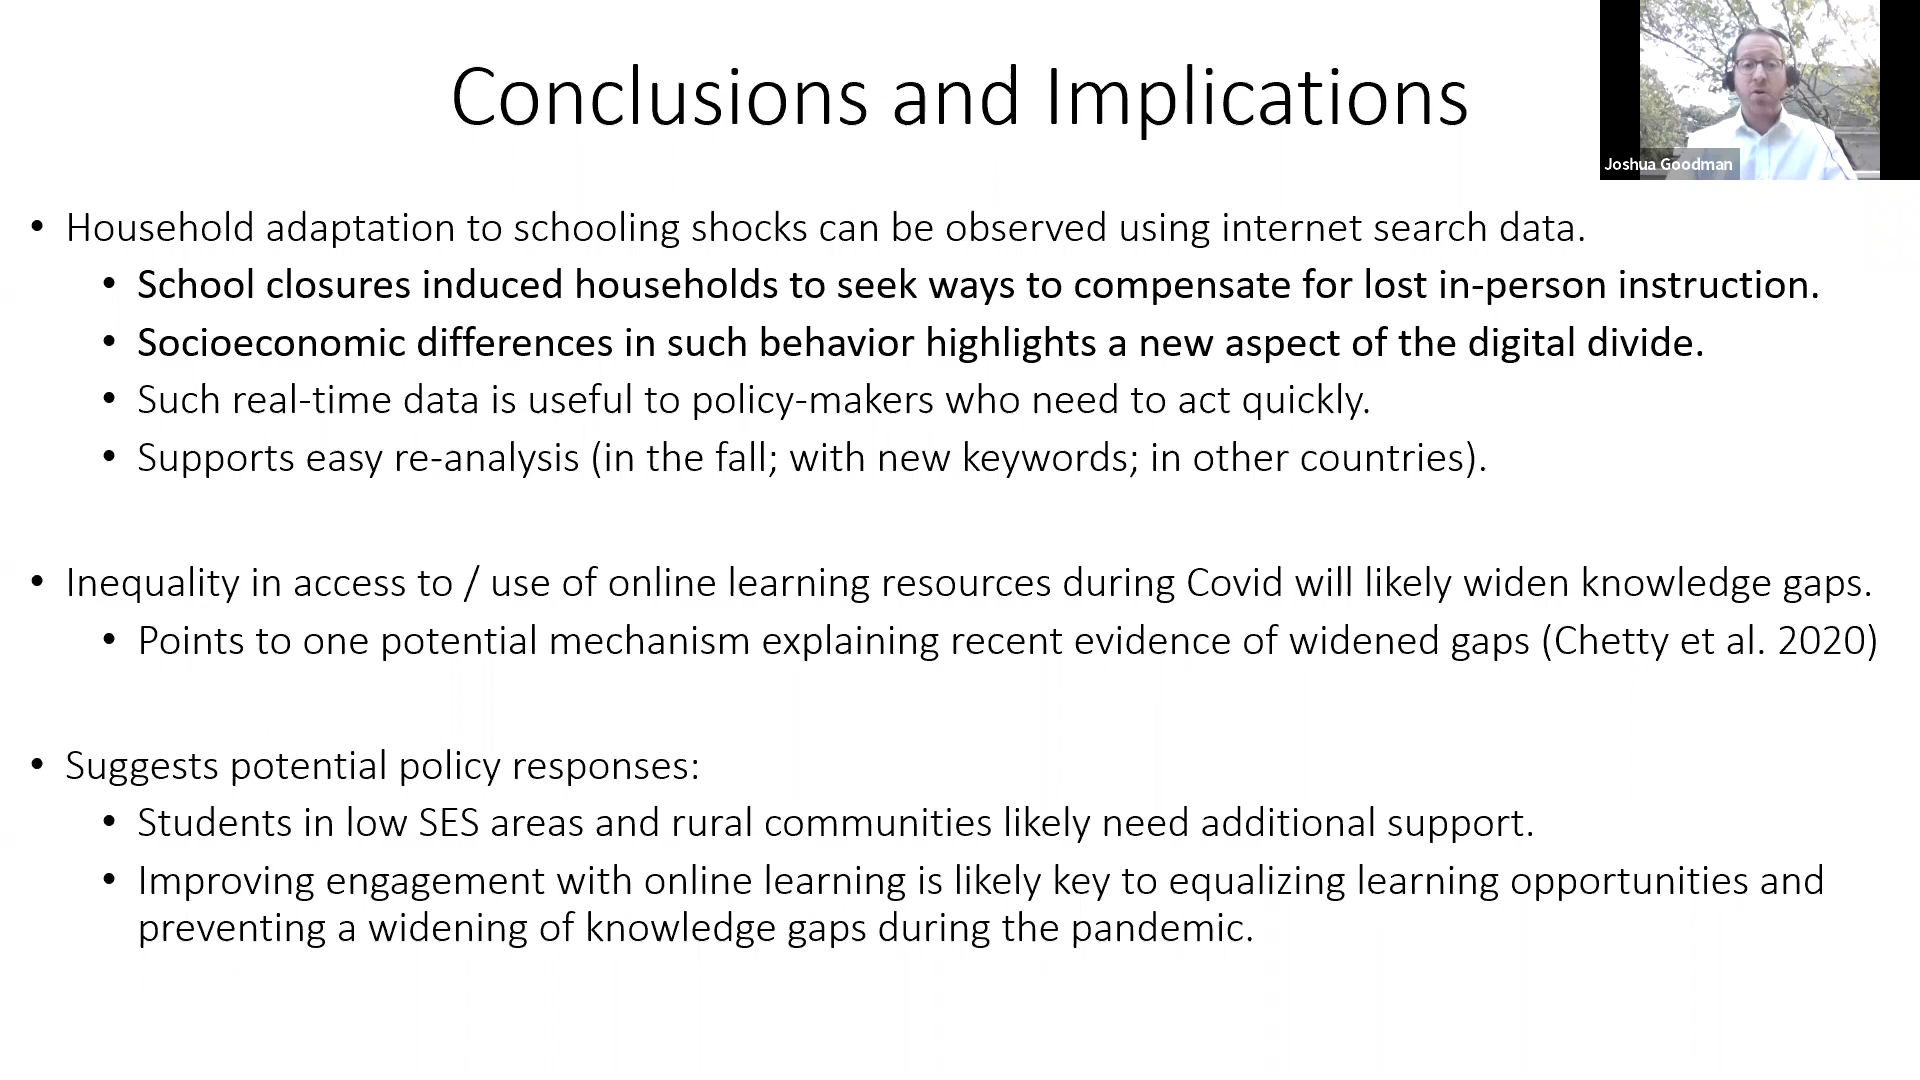 Conclusions and Implications
Joshua Goodman
• Household adaptation to schooling shocks can be observed using internet search data.
• School closures induced households to seek ways to compensate for lost in-person instruction.
• Socioeconomic differences in such behavior highlights a new aspect of the digital divide.
• Such real-time data is useful to policy-makers who need to act quickly.
• Supports easy re-analysis (in the fall; with new keywords; in other countries).
• Inequality in access to / use of online learning resources during Covid will likely widen knowledge gaps.
• Points to one potential mechanism explaining recent evidence of widened gaps (Chetty et al. 2020)
• Suggests potential policy responses:
• Students in low SES areas and rural communities likely need additional support.
• Improving engagement with online learning is likely key to equalizing learning opportunities and
preventing a widening of knowledge gaps during the pandemic.